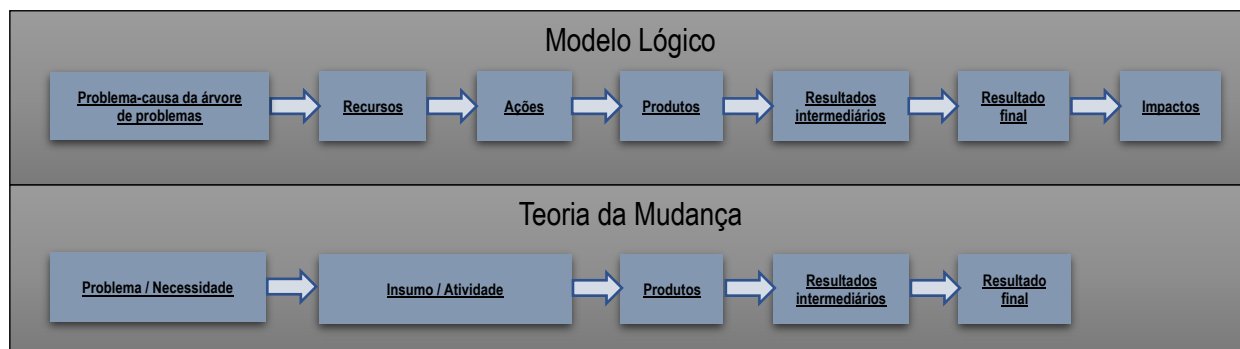 Modelo Lógico
Problema-causa da árvore
de problemas
Recursos
Ações
Produtos
Resultados
intermediários
Resultado
final
Impactos
Teoria da Mudança
Problema / Necessidade
Insumo / Atividade
Produtos
Resultados
intermediários
Resultado
final